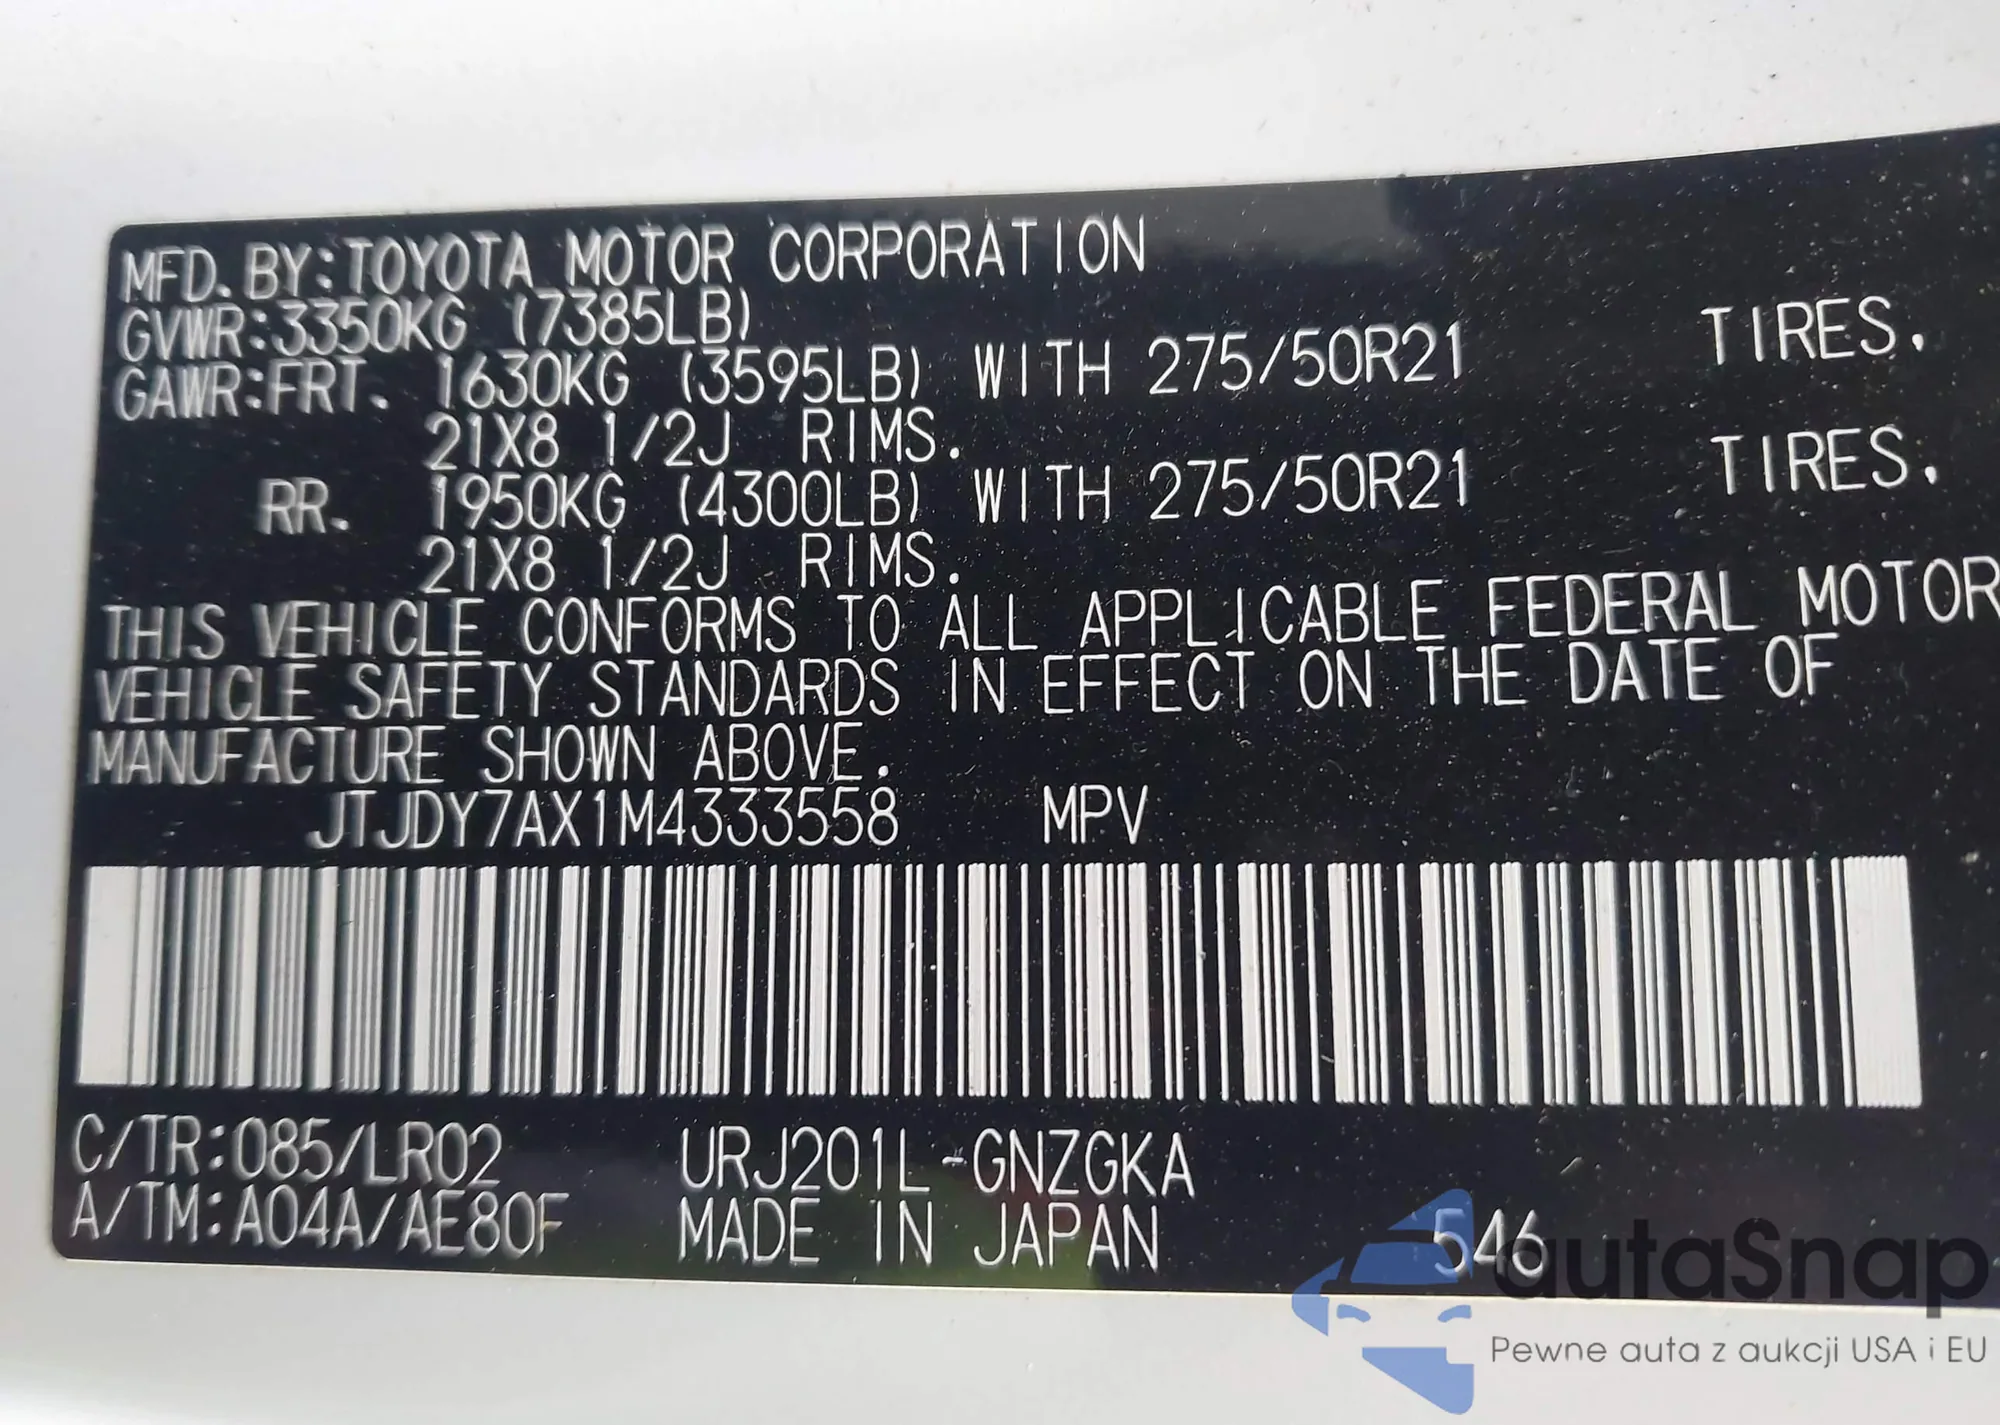 MFD. BY:TOYOTA MOTOR CORPORATION
GVWR:3350KG (7385LB)
GAWR:FRT. 1630KG (3595LB) WITH 275/50R21 TIRES,
21X8 1/2J RIMS.
RR. 1950KG (4300LB) WITH 275/50R21 TIRES,
21X8 1/2J RIMS.
THIS VEHICLE CONFORMS TO ALL APPLICABLE FEDERAL MOTOR
VEHICLE SAFETY STANDARDS IN EFFECT ON THE DATE OF
MANUFACTURE SHOWN ABOVE.
JTJDY7AX1M4333558 MPV
C/TR:085/LR02 URJ201L-GNZGKA
A/TM:A04A/AE80F MADE IN JAPAN 546
autaSnap
Pewne auta z aukcji USA i EU